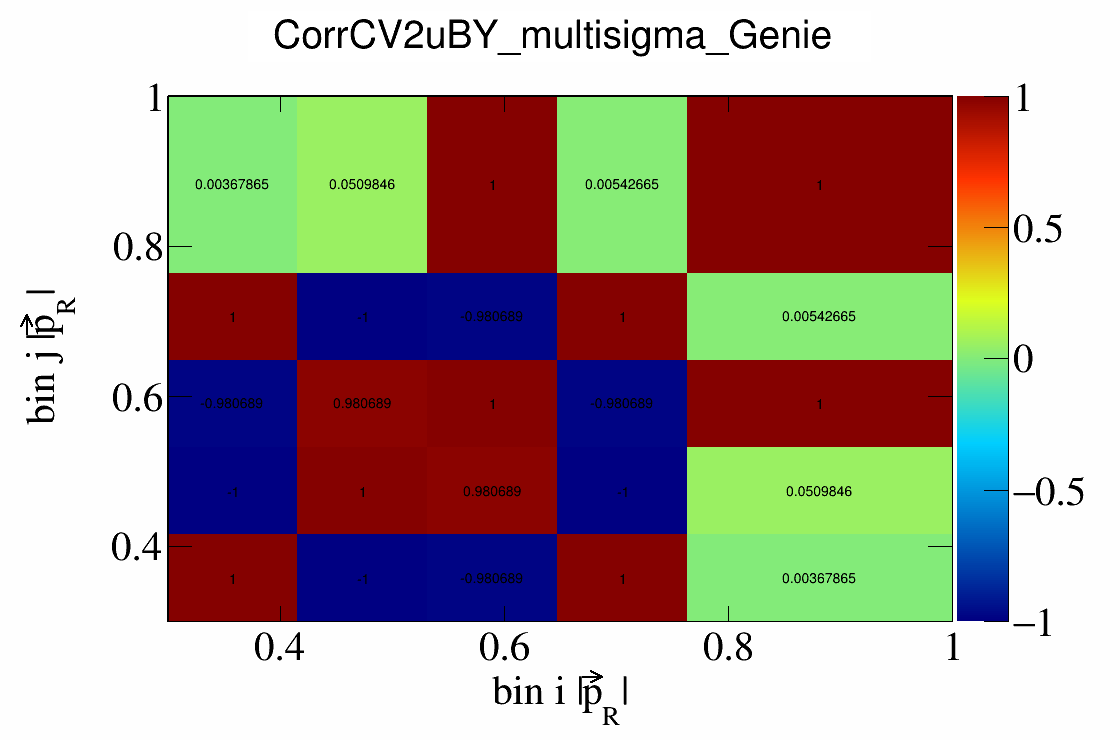 CorrCV2uBY_multisigma_Genie
1
0.8
0.6
0.4
bin j |p⃗_R|
0.00367865 0.0509846 1 0.00542665 1
1 -1 -0.980689 1 0.00542665
-0.980689 0.980689 1 -0.980689 1
-1 1 0.980689 -1 0.0509846
1 -1 -0.980689 1 0.00367865
1
0.5
0
−0.5
−1
0.4 0.6 0.8 1
bin i |p⃗_R|